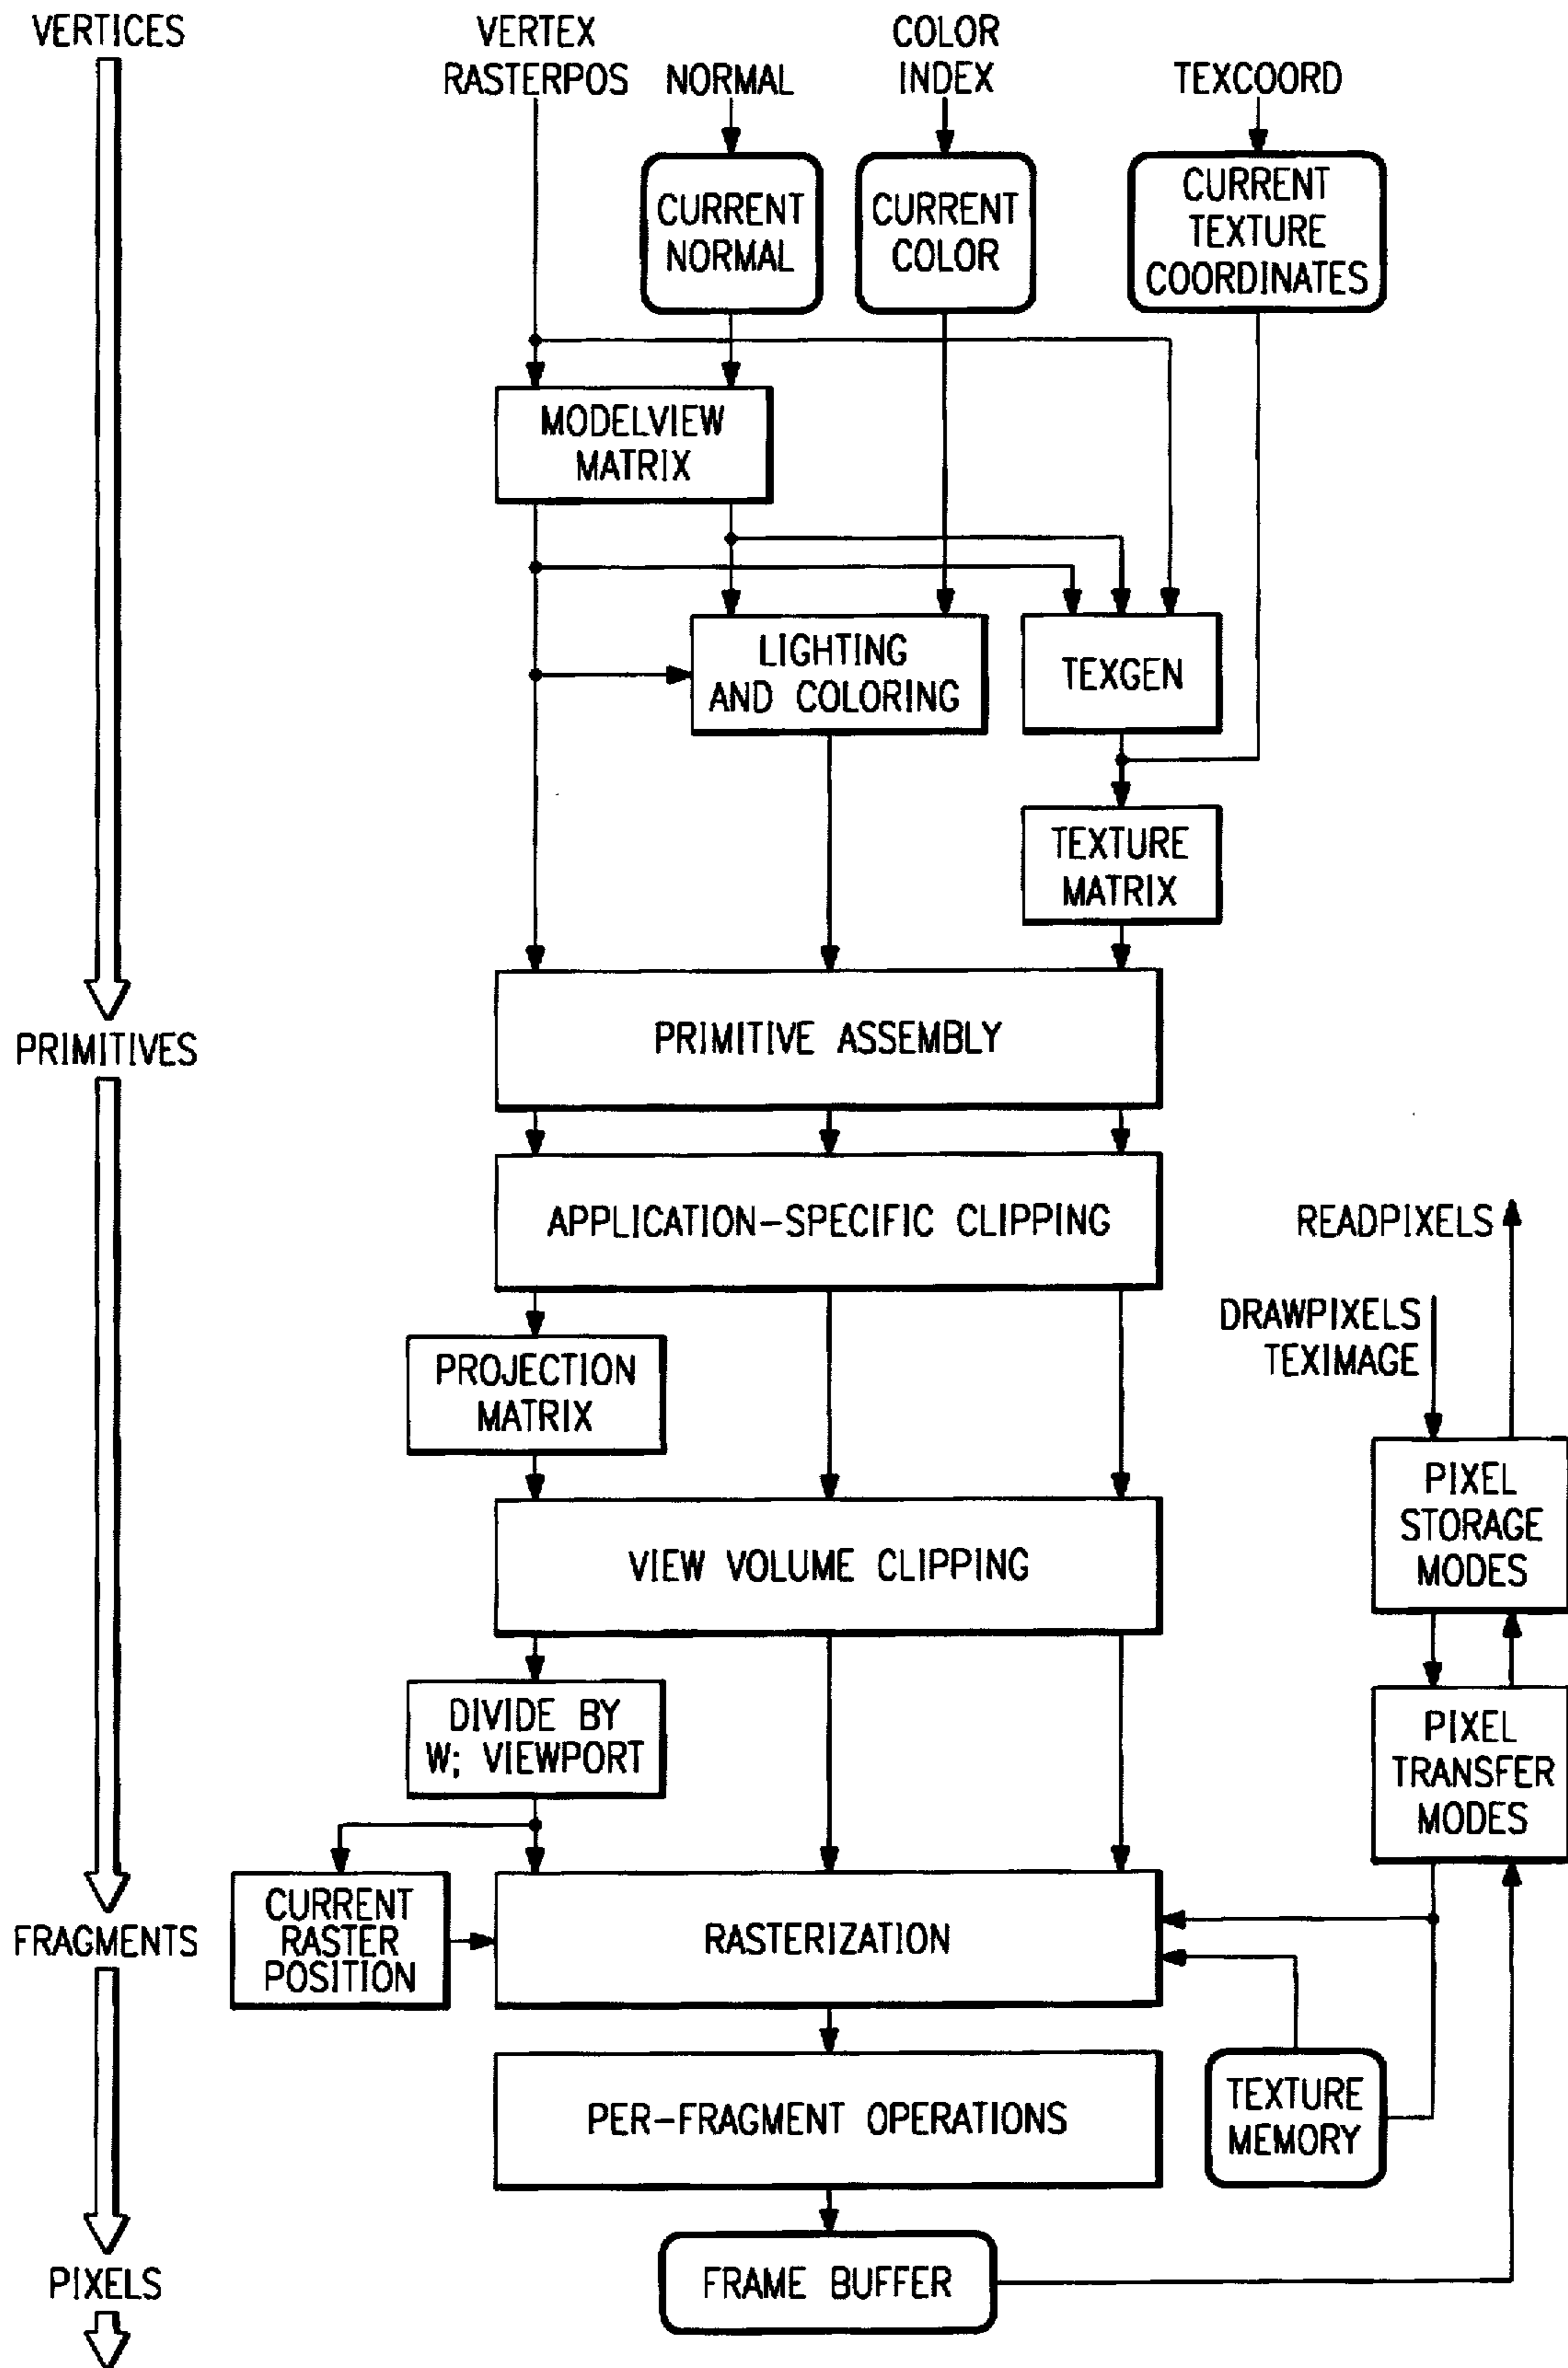 VERTICES
VERTEX
RASTERPOS
NORMAL
COLOR
INDEX
TEXCOORD
CURRENT
NORMAL
CURRENT
COLOR
CURRENT
TEXTURE
COORDINATES
MODELVIEW
MATRIX
LIGHTING
AND COLORING
TEXGEN
TEXTURE
MATRIX
PRIMITIVES
PRIMITIVE ASSEMBLY
APPLICATION-SPECIFIC CLIPPING
READPIXELS
DRAWPIXELS
TEXIMAGE
PROJECTION
MATRIX
PIXEL
STORAGE
MODES
VIEW VOLUME CLIPPING
DIVIDE BY
W; VIEWPORT
PIXEL
TRANSFER
MODES
FRAGMENTS
CURRENT
RASTER
POSITION
RASTERIZATION
PER-FRAGMENT OPERATIONS
TEXTURE
MEMORY
PIXELS
FRAME BUFFER